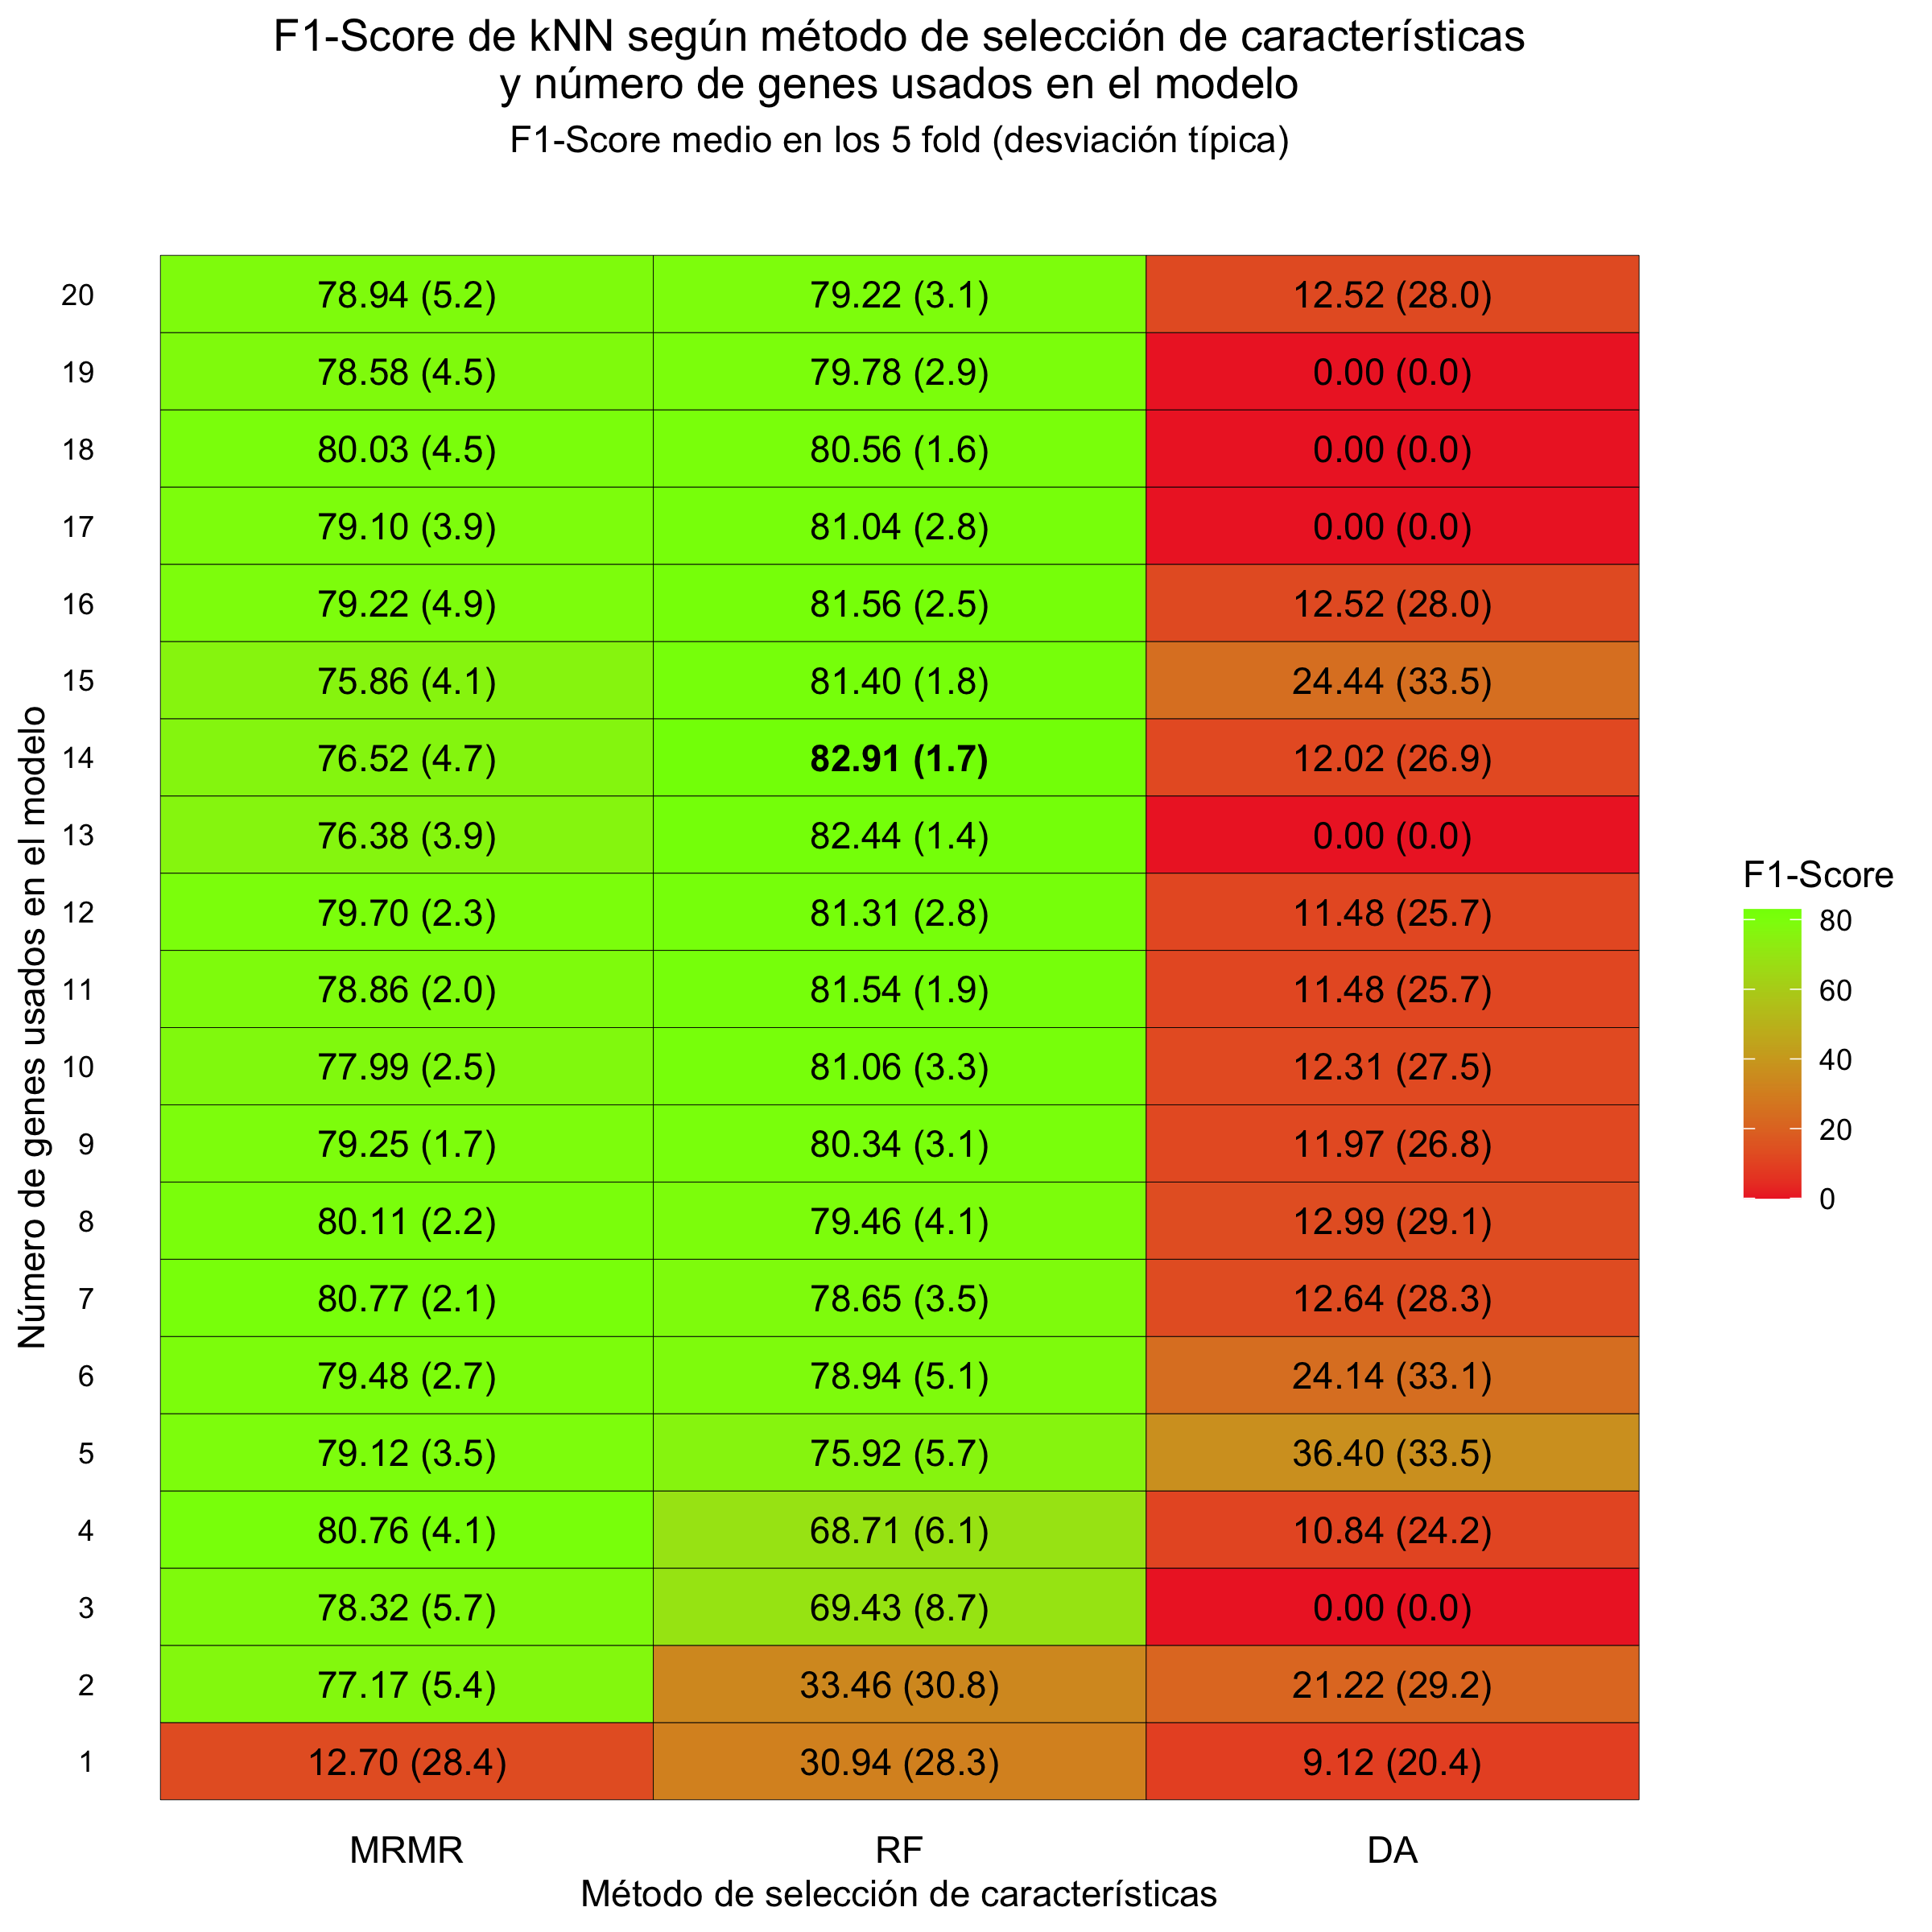 F1-Score de kNN según método de selección de características
y número de genes usados en el modelo
F1-Score medio en los 5 fold (desviación típica)
Número de genes usados en el modelo
20 78.94 (5.2) 79.22 (3.1) 12.52 (28.0)
19 78.58 (4.5) 79.78 (2.9) 0.00 (0.0)
18 80.03 (4.5) 80.56 (1.6) 0.00 (0.0)
17 79.10 (3.9) 81.04 (2.8) 0.00 (0.0)
16 79.22 (4.9) 81.56 (2.5) 12.52 (28.0)
15 75.86 (4.1) 81.40 (1.8) 24.44 (33.5)
14 76.52 (4.7) 82.91 (1.7) 12.02 (26.9)
13 76.38 (3.9) 82.44 (1.4) 0.00 (0.0)
12 79.70 (2.3) 81.31 (2.8) 11.48 (25.7)
11 78.86 (2.0) 81.54 (1.9) 11.48 (25.7)
10 77.99 (2.5) 81.06 (3.3) 12.31 (27.5)
9 79.25 (1.7) 80.34 (3.1) 11.97 (26.8)
8 80.11 (2.2) 79.46 (4.1) 12.99 (29.1)
7 80.77 (2.1) 78.65 (3.5) 12.64 (28.3)
6 79.48 (2.7) 78.94 (5.1) 24.14 (33.1)
5 79.12 (3.5) 75.92 (5.7) 36.40 (33.5)
4 80.76 (4.1) 68.71 (6.1) 10.84 (24.2)
3 78.32 (5.7) 69.43 (8.7) 0.00 (0.0)
2 77.17 (5.4) 33.46 (30.8) 21.22 (29.2)
1 12.70 (28.4) 30.94 (28.3) 9.12 (20.4)
MRMR RF DA
Método de selección de características
F1-Score
80
60
40
20
0